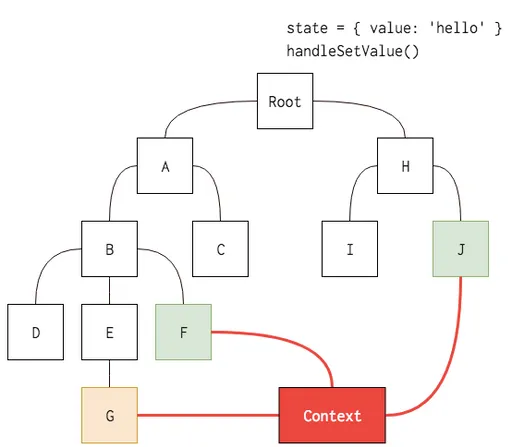 state = { value: 'hello' }
handleSetValue()
Root
A
H
B
C
I
J
D
E
F
G
Context